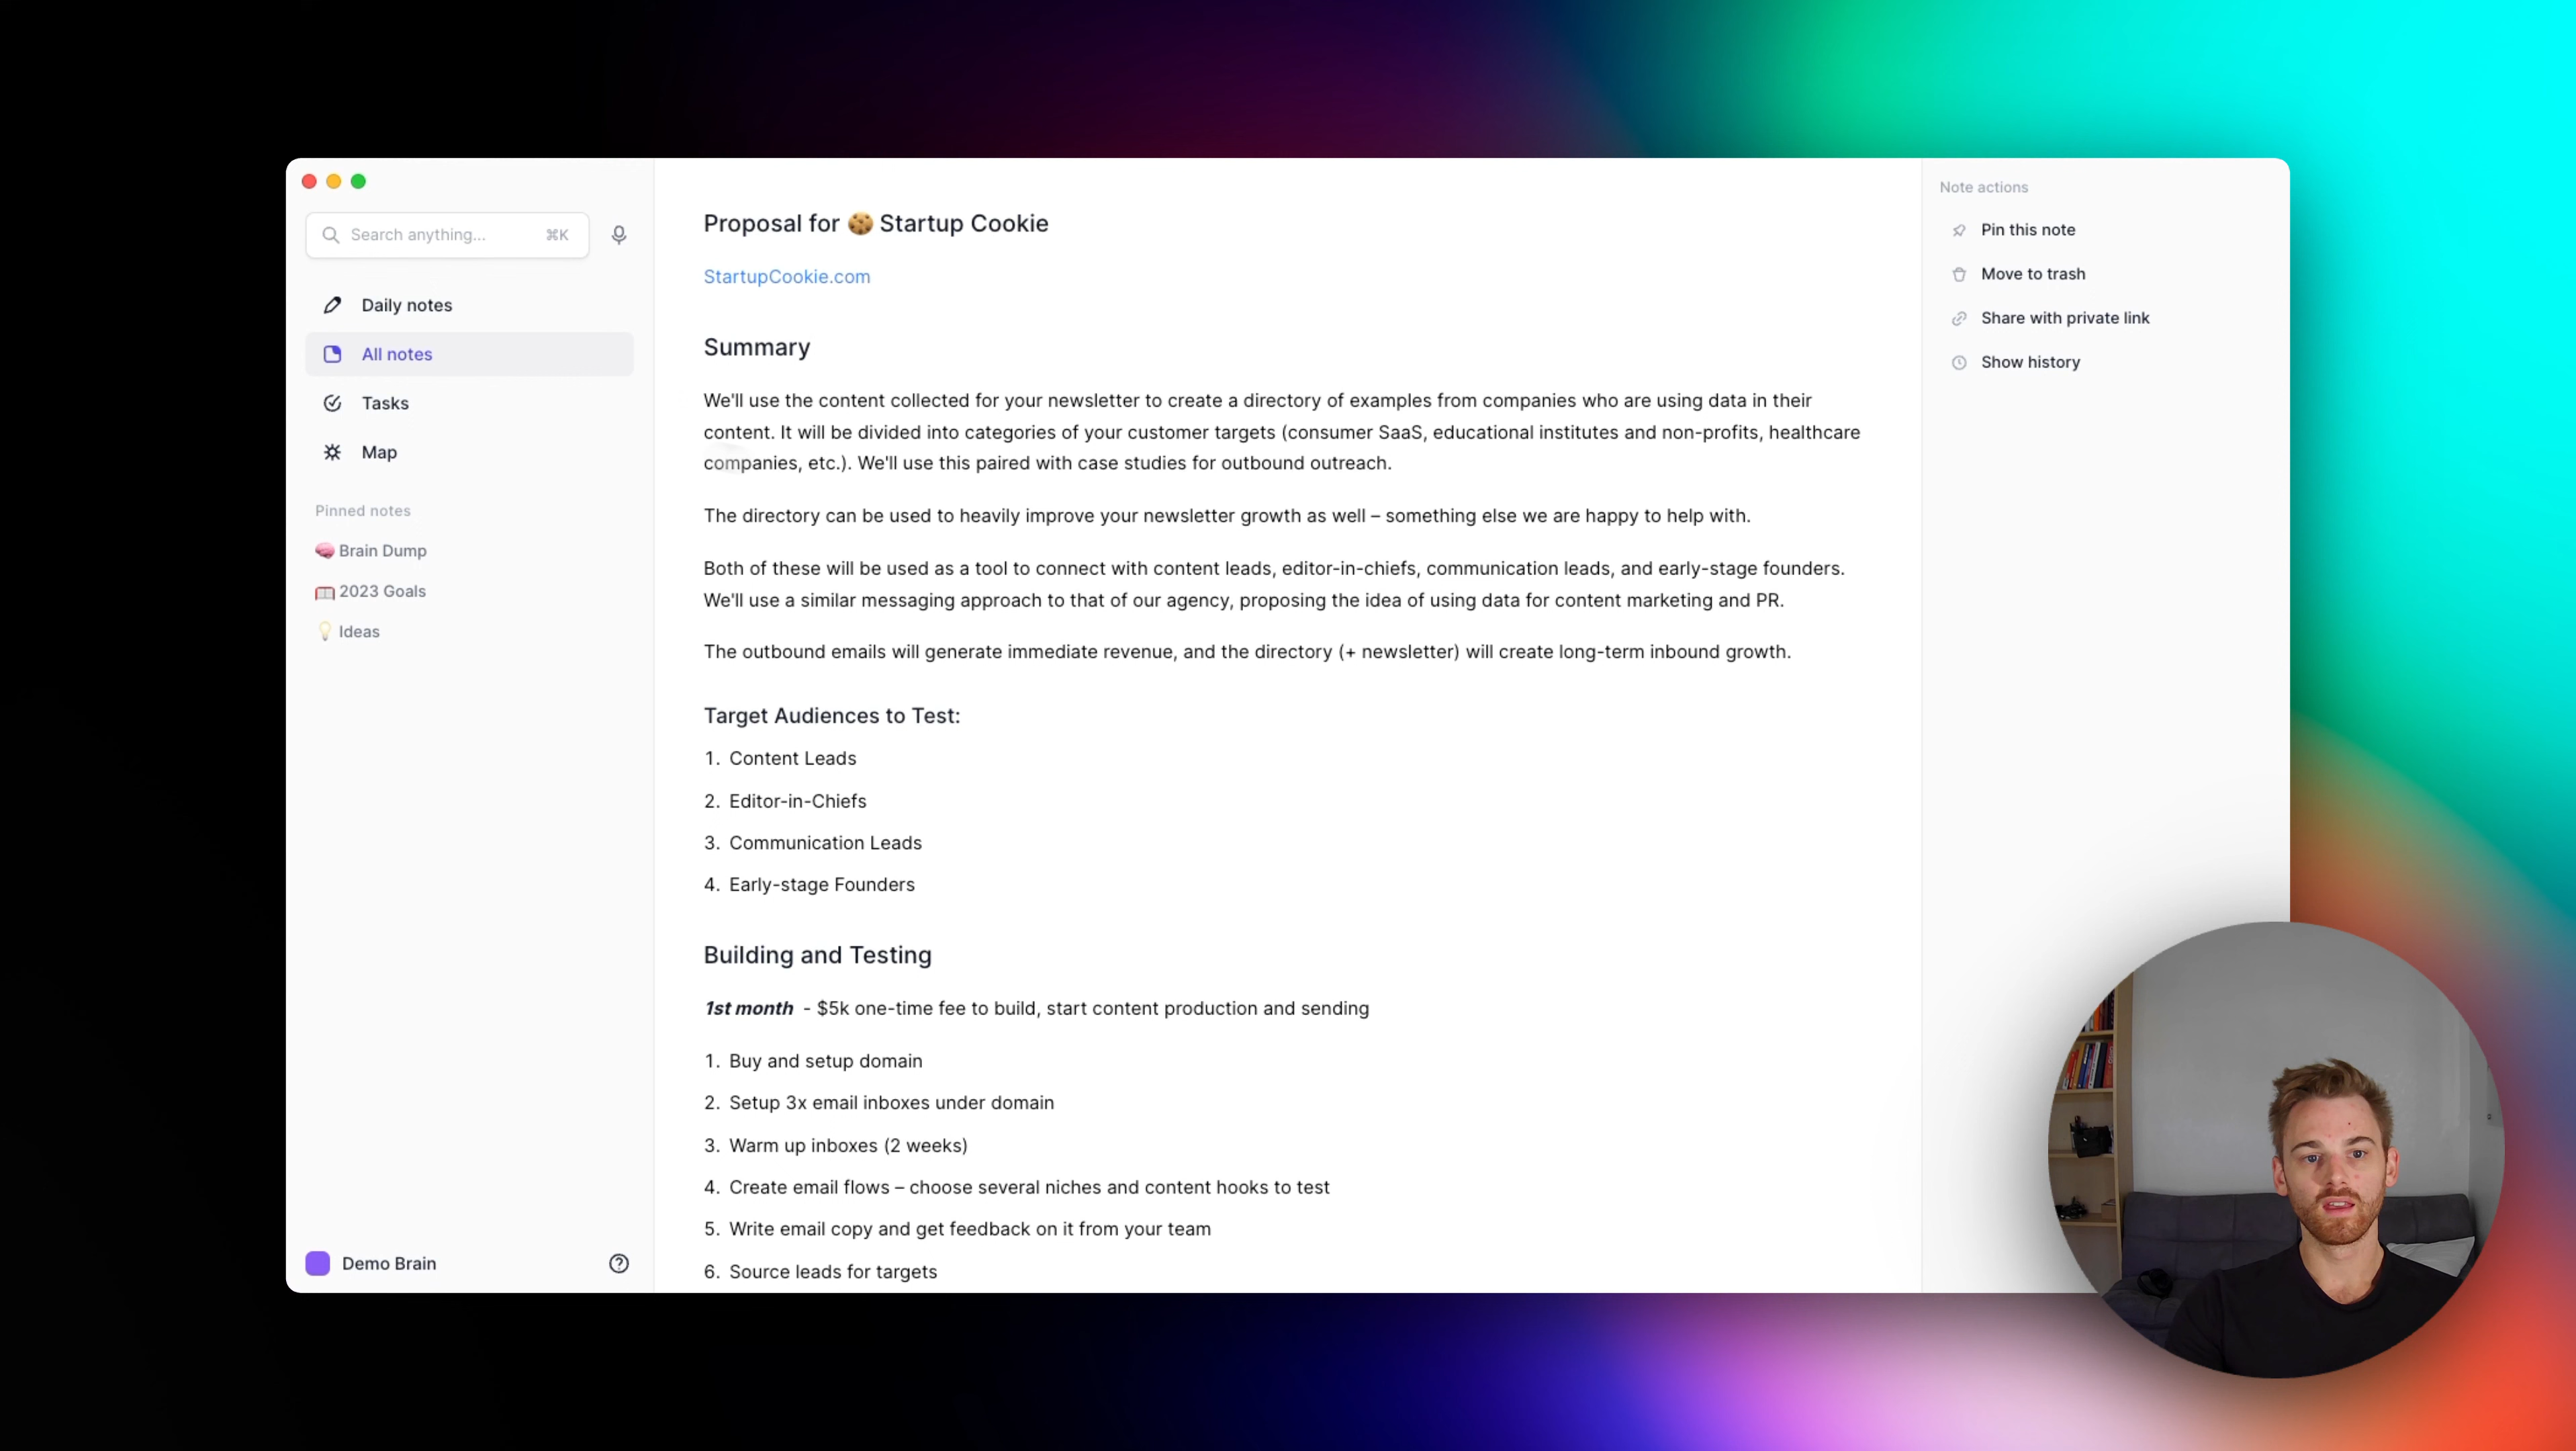 Search anything... ⌘K
Daily notes
All notes
Tasks
Map
Pinned notes
🧠 Brain Dump
📖 2023 Goals
💡 Ideas
Demo Brain
Proposal for 🍪 Startup Cookie
StartupCookie.com
Summary
We'll use the content collected for your newsletter to create a directory of examples from companies who are using data in their
content. It will be divided into categories of your customer targets (consumer SaaS, educational institutes and non-profits, healthcare
companies, etc.). We'll use this paired with case studies for outbound outreach.
The directory can be used to heavily improve your newsletter growth as well – something else we are happy to help with.
Both of these will be used as a tool to connect with content leads, editor-in-chiefs, communication leads, and early-stage founders.
We'll use a similar messaging approach to that of our agency, proposing the idea of using data for content marketing and PR.
The outbound emails will generate immediate revenue, and the directory (+ newsletter) will create long-term inbound growth.
Target Audiences to Test:
1. Content Leads
2. Editor-in-Chiefs
3. Communication Leads
4. Early-stage Founders
Building and Testing
1st month - $5k one-time fee to build, start content production and sending
1. Buy and setup domain
2. Setup 3x email inboxes under domain
3. Warm up inboxes (2 weeks)
4. Create email flows – choose several niches and content hooks to test
5. Write email copy and get feedback on it from your team
6. Source leads for targets
Note actions
Pin this note
Move to trash
Share with private link
Show history